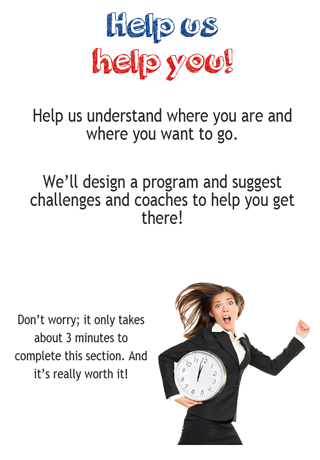 Help us
help you!
Help us understand where you are and
where you want to go.
We'll design a program and suggest
challenges and coaches to help you get
there!
Don't worry; it only takes
about 3 minutes to
complete this section. And
it's really worth it!